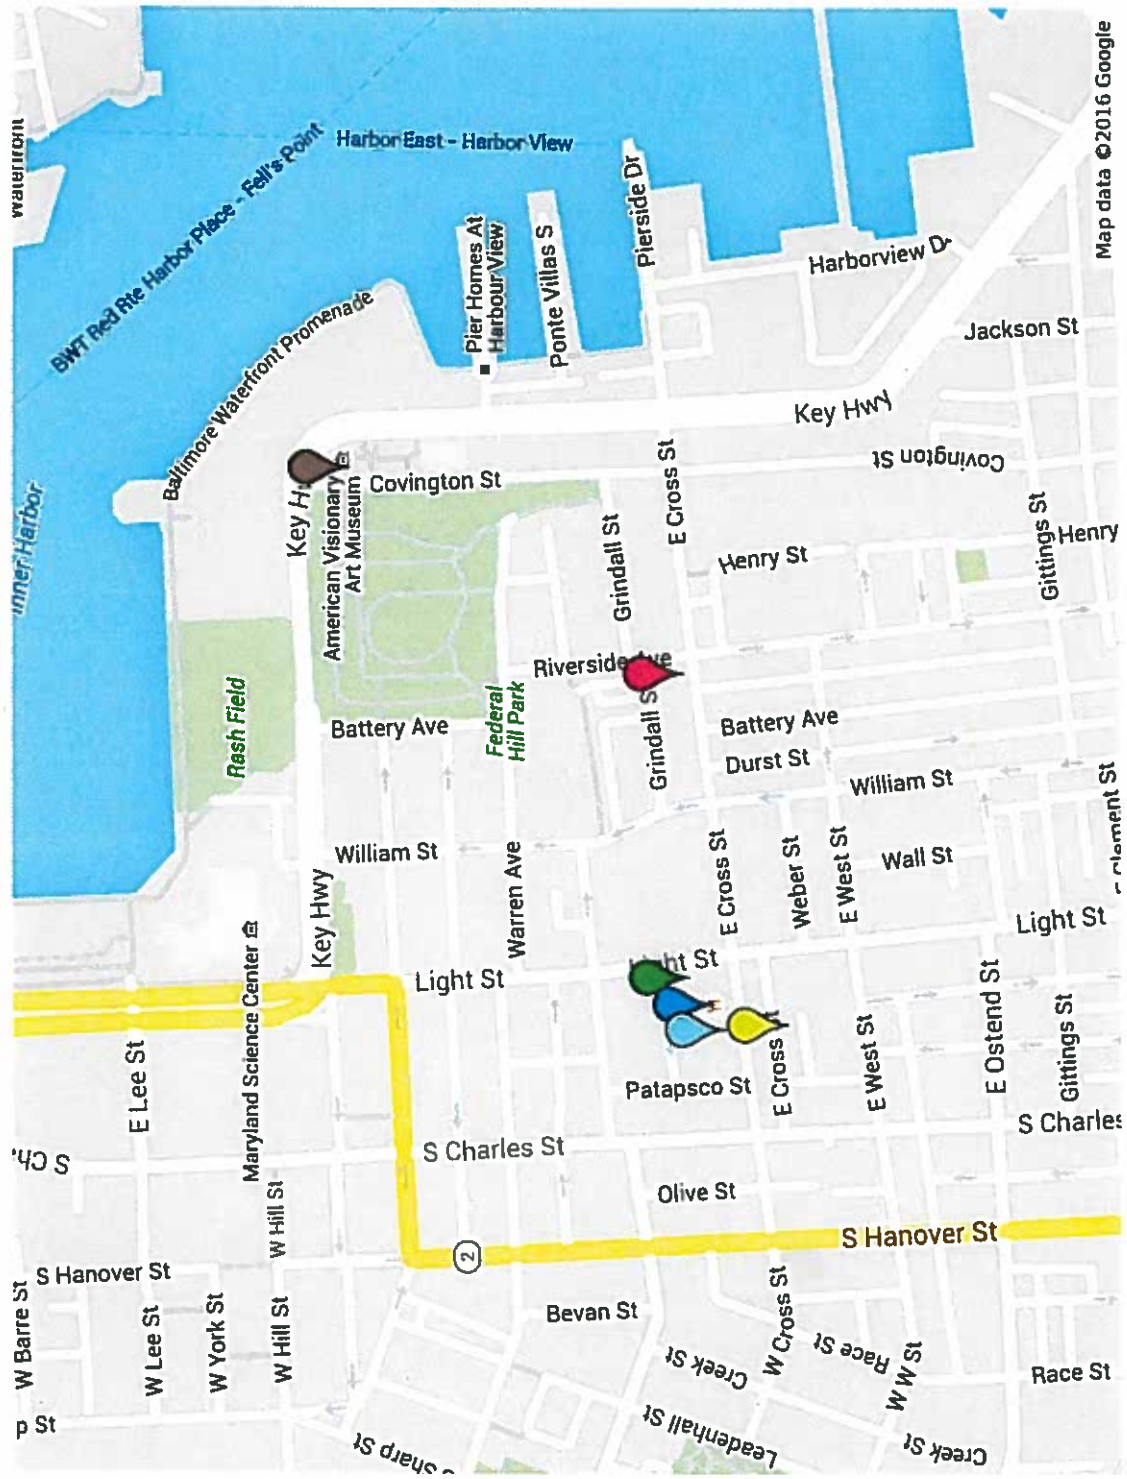 Waterfront
Inner Harbor
BWT Red Rte Harbor Place - Fell's Point
Harbor East - Harbor View
Baltimore Waterfront Promenade
Pier Homes At
Harbour View
Ponte Villas S
Pierside Dr
Harborview D
Jackson St
Key Hwy
Covington St
Key H
American Visionary
Art Museum
Covington St
E Cross St
Grindall St
Henry St
Gittings St
Henry
Rash Field
Battery Ave
Federal
Hill Park
Riverside Ave
Grindall S
Battery Ave
Durst St
William St
William St
Key Hwy
Warren Ave
E Cross St
Weber St
E West St
Wall St
E Clement St
Maryland Science Center
Light St
Light St
Light St
E Lee St
Patapsco St
E Cross
E West St
E Ostend St
Gittings St
S Ch
S Charles St
S Charles
W Hill St
Olive St
2
S Hanover St
S Hanover St
W Barre St
W Lee St
W York St
W Hill St
Bevan St
Creek St
W Cross St
Race St
W W St
Race St
p St
S Sharp St
Leadenhall St
Creek St
Map data ©2016 Google